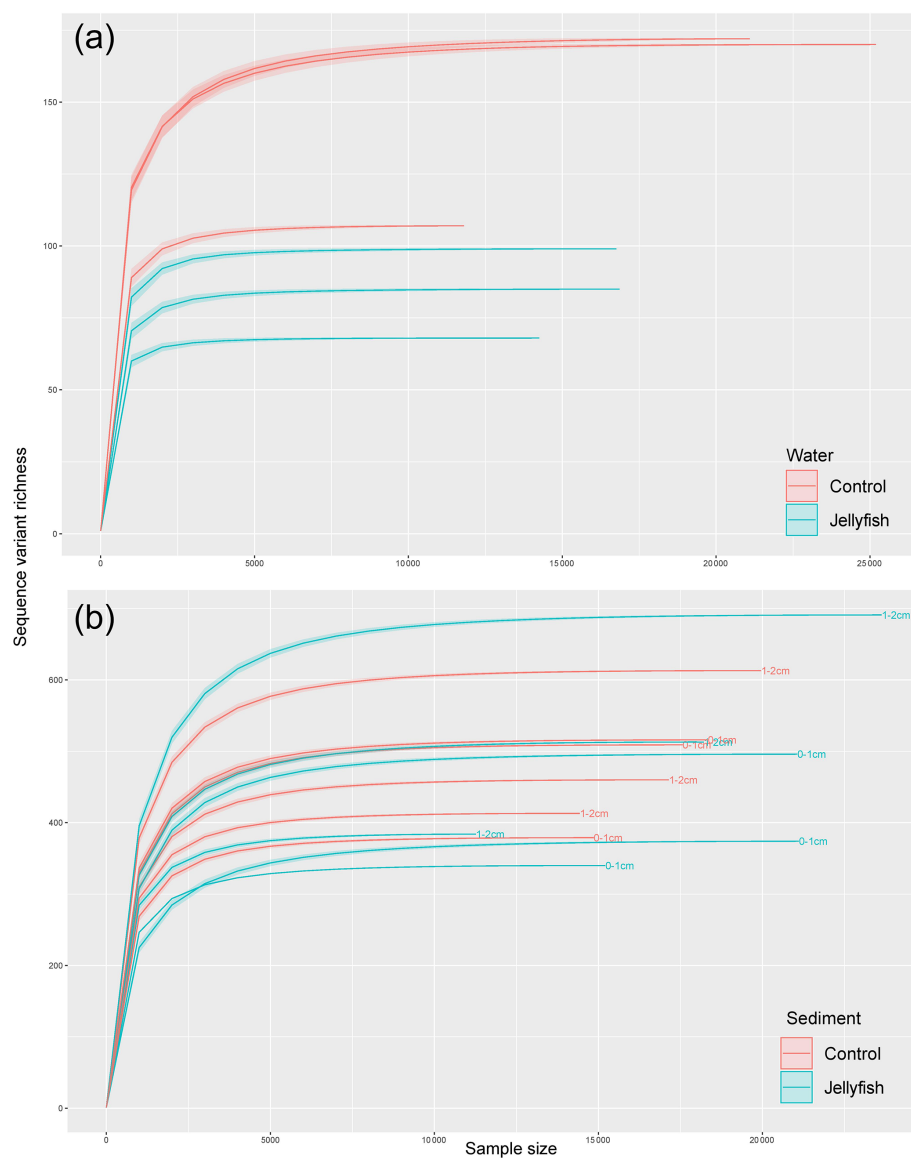 (a)
150
100
50
0
Water
Control
Jellyfish
0 5000 10000 15000 20000 25000
Sequence variant richness
(b)
1-2cm
600
1-2cm
0-1cm
1-2cm
0-1cm
0-1cm
1-2cm
400
1-2cm
1-2cm
0-1cm
0-1cm
0-1cm
200
Sediment
Control
Jellyfish
0
0 5000 10000 15000 20000
Sample size